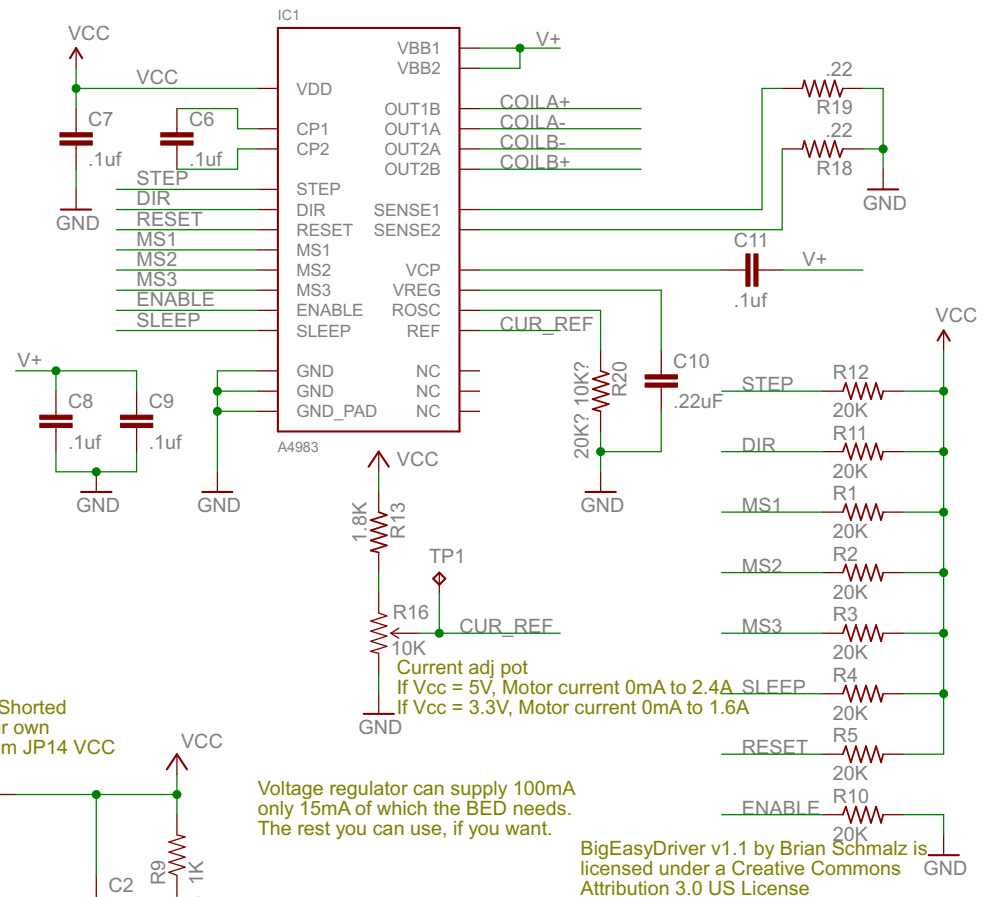 IC1
VCC
VCC
C7
.1uf
GND
C6
.1uf
STEP
DIR
RESET
MS1
MS2
MS3
ENABLE
SLEEP
VDD
CP1
CP2
STEP
DIR
RESET
MS1
MS2
MS3
ENABLE
SLEEP
GND
GND
GND_PAD
VBB1
VBB2
OUT1B
OUT1A
OUT2A
OUT2B
SENSE1
SENSE2
VCP
VREG
ROSC
REF
NC
NC
NC
A4983
V+
COILA+
COILA-
COILB-
COILB+
.22
R19
.22
R18
GND
C11
.1uf
V+
CUR_REF
20K? 10K?
R20
C10
.22uF
GND
V+
C8
.1uf
C9
.1uf
GND
GND
VCC
1.8K
R13
TP1
R16
10K
CUR_REF
Current adj pot
If Vcc = 5V, Motor current 0mA to 2.4A
If Vcc = 3.3V, Motor current 0mA to 1.6A
GND
VCC
STEP
R12
20K
DIR
R11
20K
MS1
R1
20K
MS2
R2
20K
MS3
R3
20K
SLEEP
R4
20K
RESET
R5
20K
ENABLE
R10
20K
GND
Shorted
r own
m JP14 VCC
VCC
R9
1K
C2
Voltage regulator can supply 100mA
only 15mA of which the BED needs.
The rest you can use, if you want.
BigEasyDriver v1.1 by Brian Schmalz is
licensed under a Creative Commons
Attribution 3.0 US License